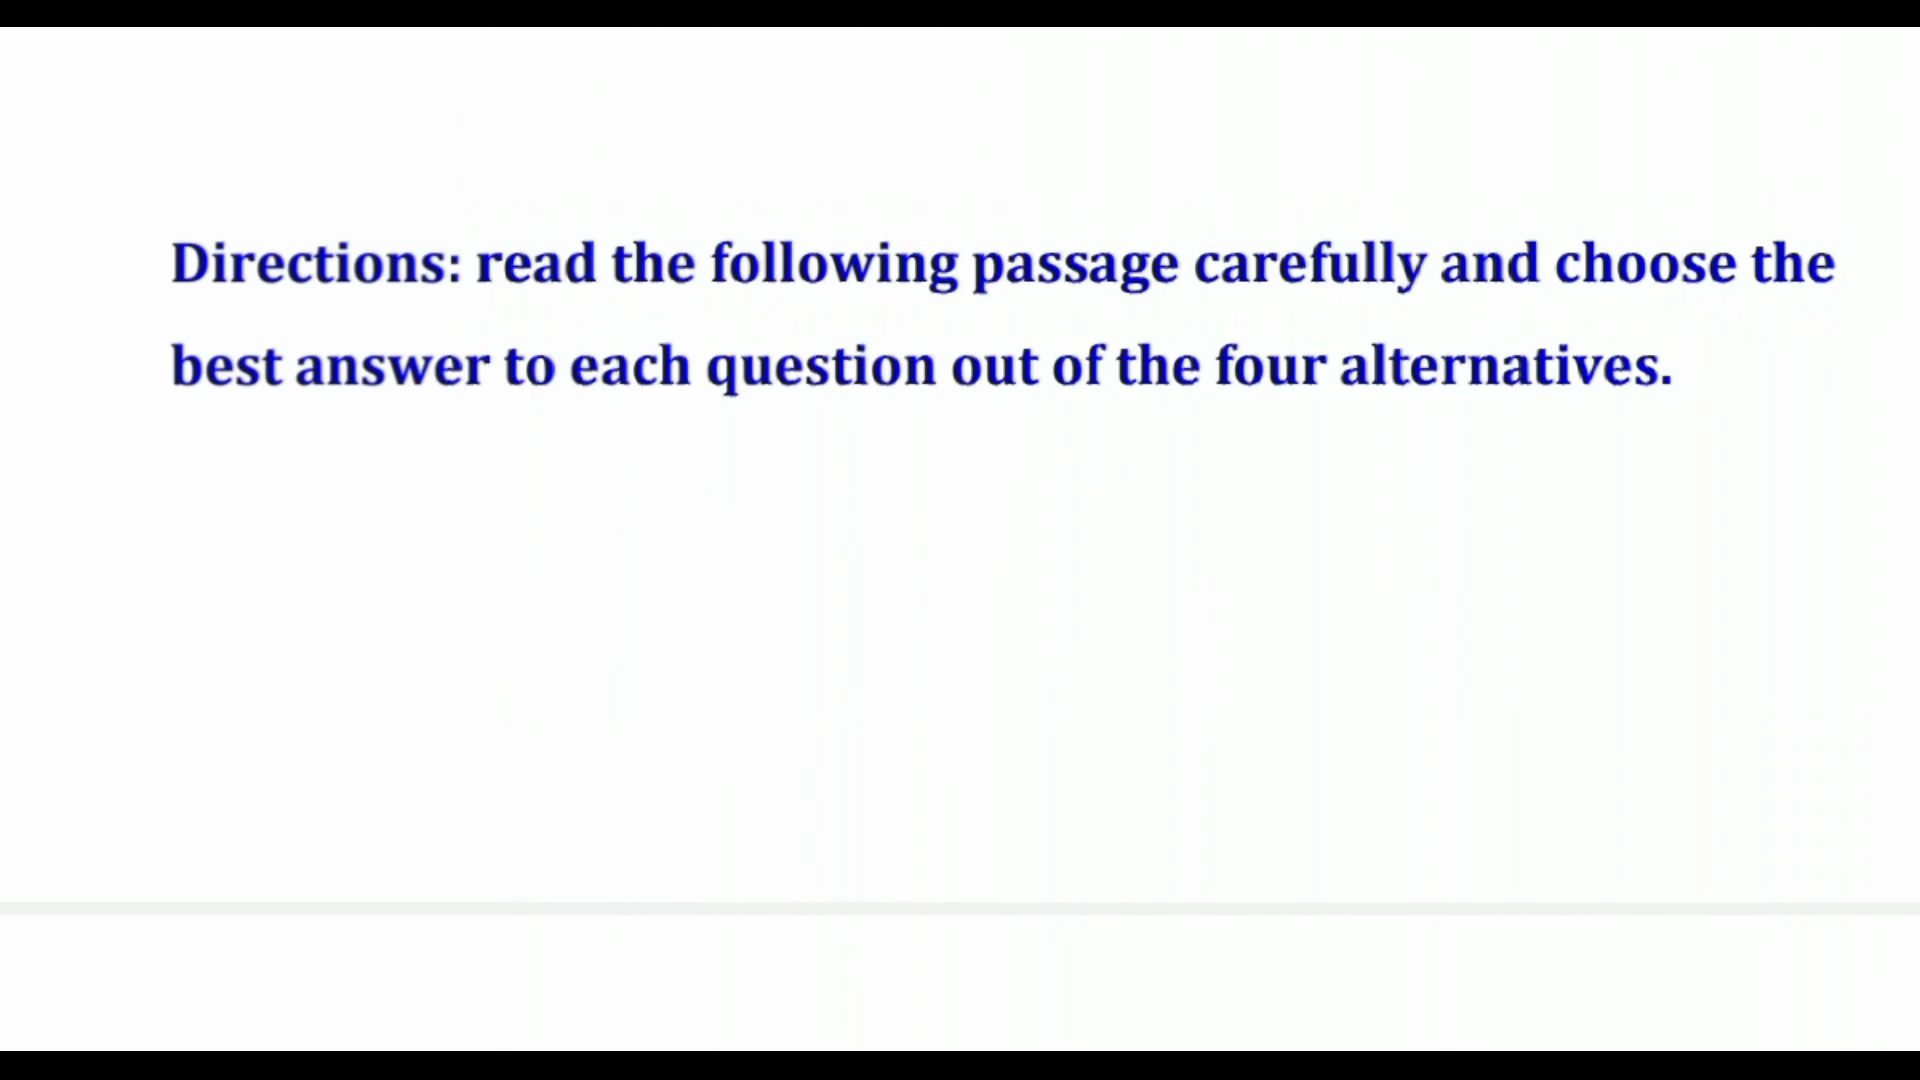 Directions: read the following passage carefully and choose the
best answer to each question out of the four alternatives.